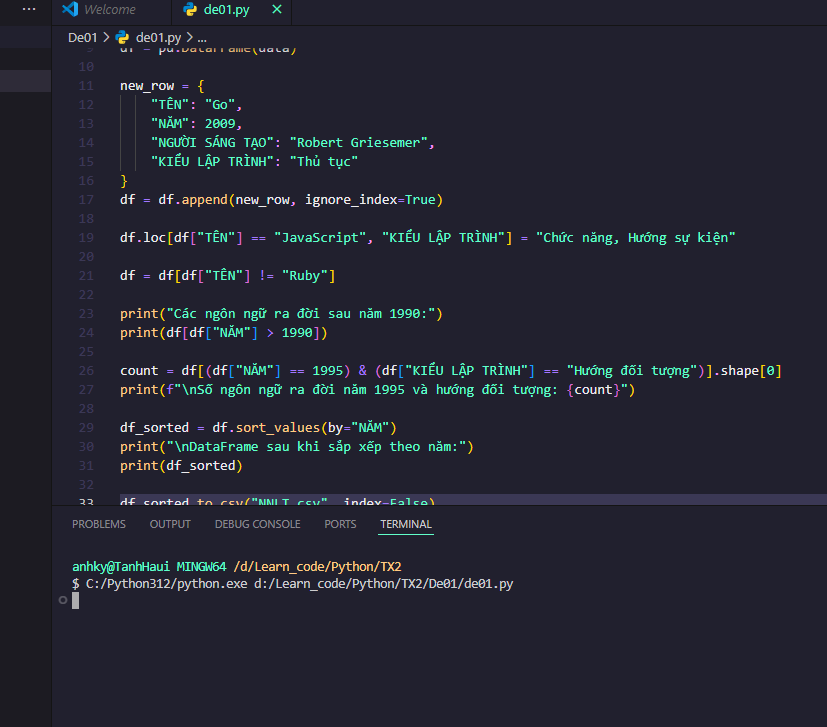 ··· Welcome de01.py ×
De01 > de01.py > ...
9 df = pd.DataFrame(data)
10
11 new_row = {
12 "TÊN": "Go",
13 "NĂM": 2009,
14 "NGƯỜI SÁNG TẠO": "Robert Griesemer",
15 "KIỂU LẬP TRÌNH": "Thủ tục"
16 }
17 df = df.append(new_row, ignore_index=True)
18
19 df.loc[df["TÊN"] == "JavaScript", "KIỂU LẬP TRÌNH"] = "Chức năng, Hướng sự kiện"
20
21 df = df[df["TÊN"] != "Ruby"]
22
23 print("Các ngôn ngữ ra đời sau năm 1990:")
24 print(df[df["NĂM"] > 1990])
25
26 count = df[(df["NĂM"] == 1995) & (df["KIỂU LẬP TRÌNH"] == "Hướng đối tượng")].shape[0]
27 print(f"\nSố ngôn ngữ ra đời năm 1995 và hướng đối tượng: {count}")
28
29 df_sorted = df.sort_values(by="NĂM")
30 print("\nDataFrame sau khi sắp xếp theo năm:")
31 print(df_sorted)
32
33 df_sorted.to_csv("NNLT.csv", index=False)
PROBLEMS OUTPUT DEBUG CONSOLE PORTS TERMINAL
anhky@TanhHaui MINGW64 /d/Learn_code/Python/TX2
$ C:/Python312/python.exe d:/Learn_code/Python/TX2/De01/de01.py